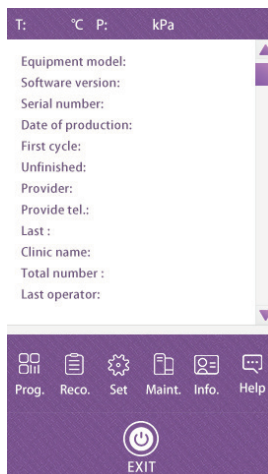 T: °C P: kPa
Equipment model:
Software version:
Serial number:
Date of production:
First cycle:
Unfinished:
Provider:
Provide tel.:
Last :
Clinic name:
Total number :
Last operator:
Prog. Reco. Set Maint. Info. Help
EXIT